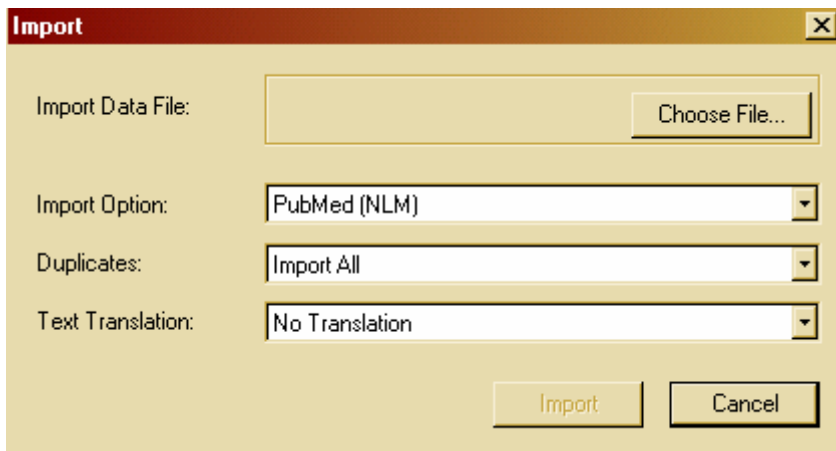 Import
Import Data File:
Choose File...
Import Option:
PubMed (NLM)
Duplicates:
Import All
Text Translation:
No Translation
Import
Cancel